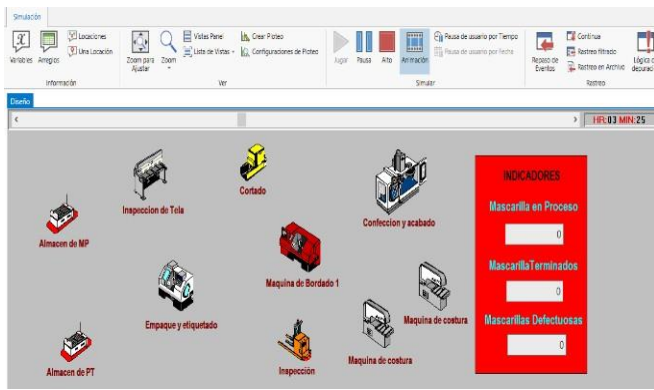 Simulación
Variables
Arreglos
Locaciones
Una Locación
Información
Zoom para Ajustar
Zoom
Vistas Panel
Lista de Vistas
Crear Ploteo
Configuraciones de Ploteo
Ver
Jugar
Pausa
Alto
Animación
Pausa de usuario por Tiempo
Pausa de usuario por Fecha
Simular
Repaso de Eventos
Continua
Rastreo filtrado
Rastreo en Archivo
Lógica de
depuraci
Rastreo
Diseño
HR:03 MIN:25
Inspeccion de Tela
Cortado
Confeccion y acabado
Almacen de MP
Maquina de Bordado 1
Empaque y etiquetado
Maquina de costura
Maquina de costura
Almacen de PT
Inspección
INDICADORES
Mascarilla en Proceso
0
MascarillaTerminados
0
Mascarillas Defectuosas
0